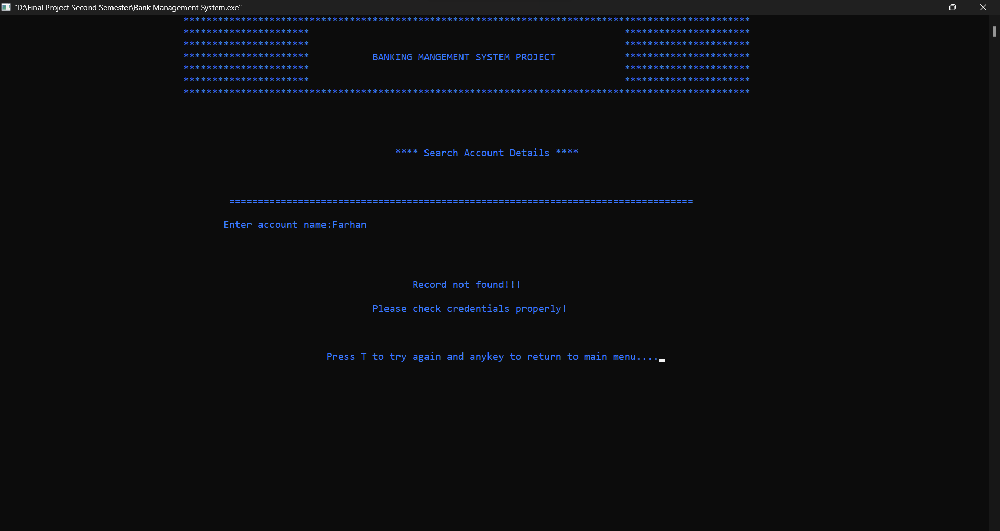 "D:\Final Project Second Semester\Bank Management System.exe"
***************************************************************************************************
********************** **********************
********************** **********************
********************** BANKING MANGEMENT SYSTEM PROJECT **********************
********************** **********************
********************** **********************
***************************************************************************************************
**** Search Account Details ****
=================================================================================
Enter account name:Farhan
Record not found!!!
Please check credentials properly!
Press T to try again and anykey to return to main menu...._